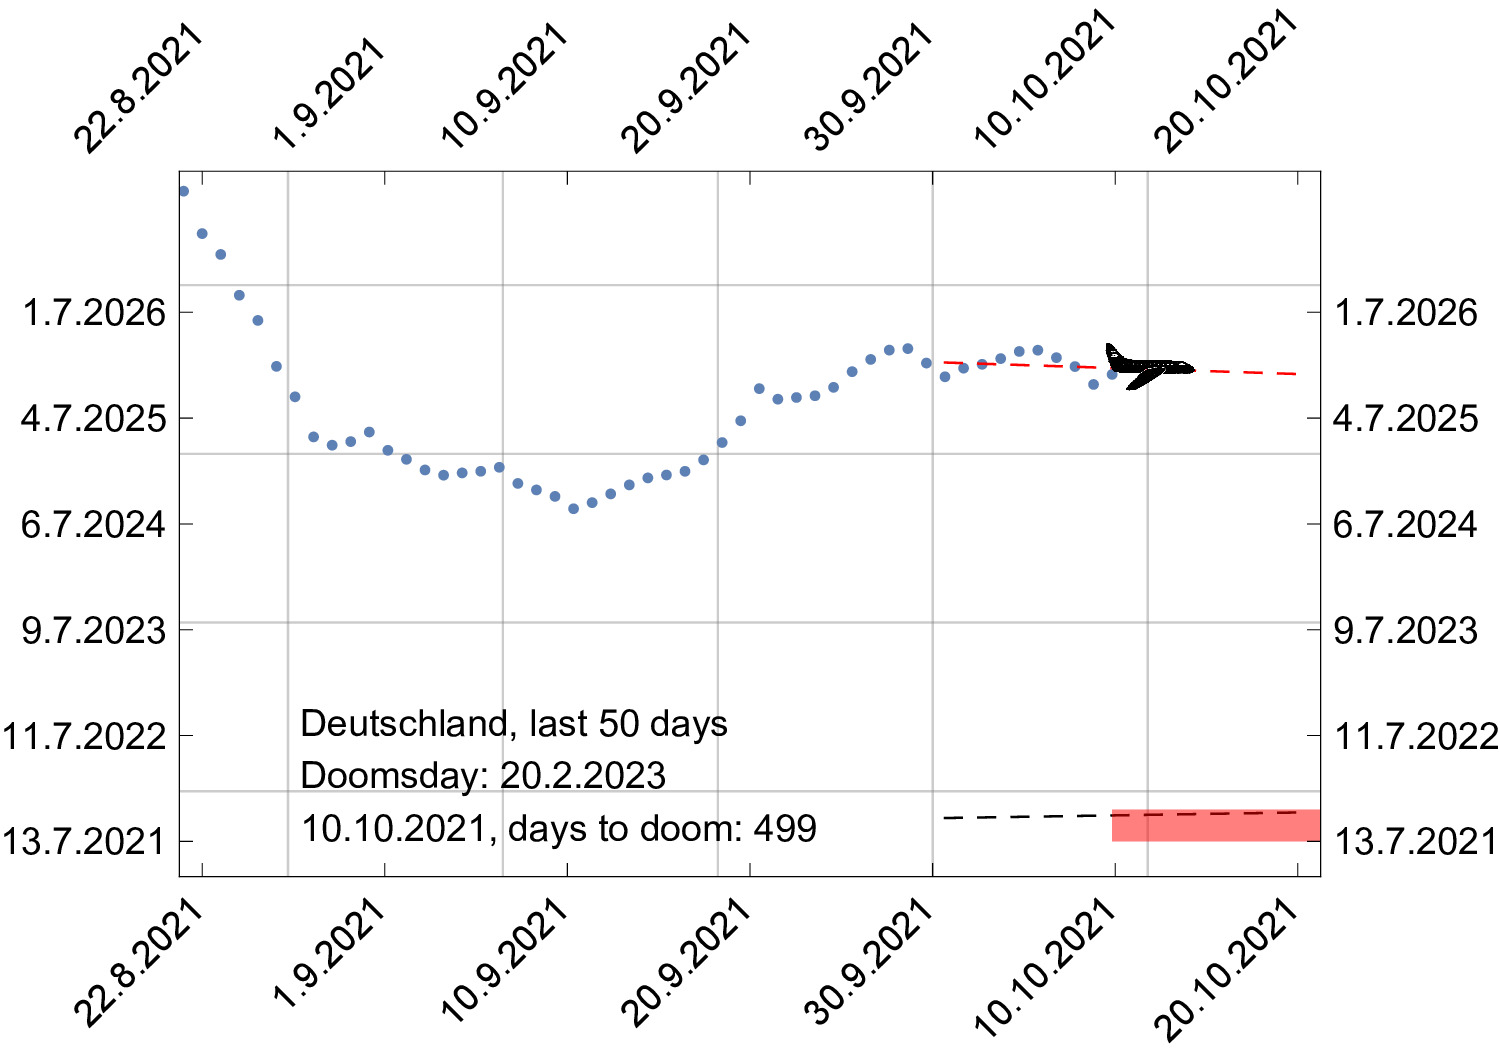 22.8.2021 1.9.2021 10.9.2021 20.9.2021 30.9.2021 10.10.2021 20.10.2021
1.7.2026 1.7.2026
4.7.2025 4.7.2025
6.7.2024 6.7.2024
9.7.2023 9.7.2023
Deutschland, last 50 days
11.7.2022 11.7.2022
Doomsday: 20.2.2023
10.10.2021, days to doom: 499
13.7.2021 13.7.2021
22.8.2021 1.9.2021 10.9.2021 20.9.2021 30.9.2021 10.10.2021 20.10.2021